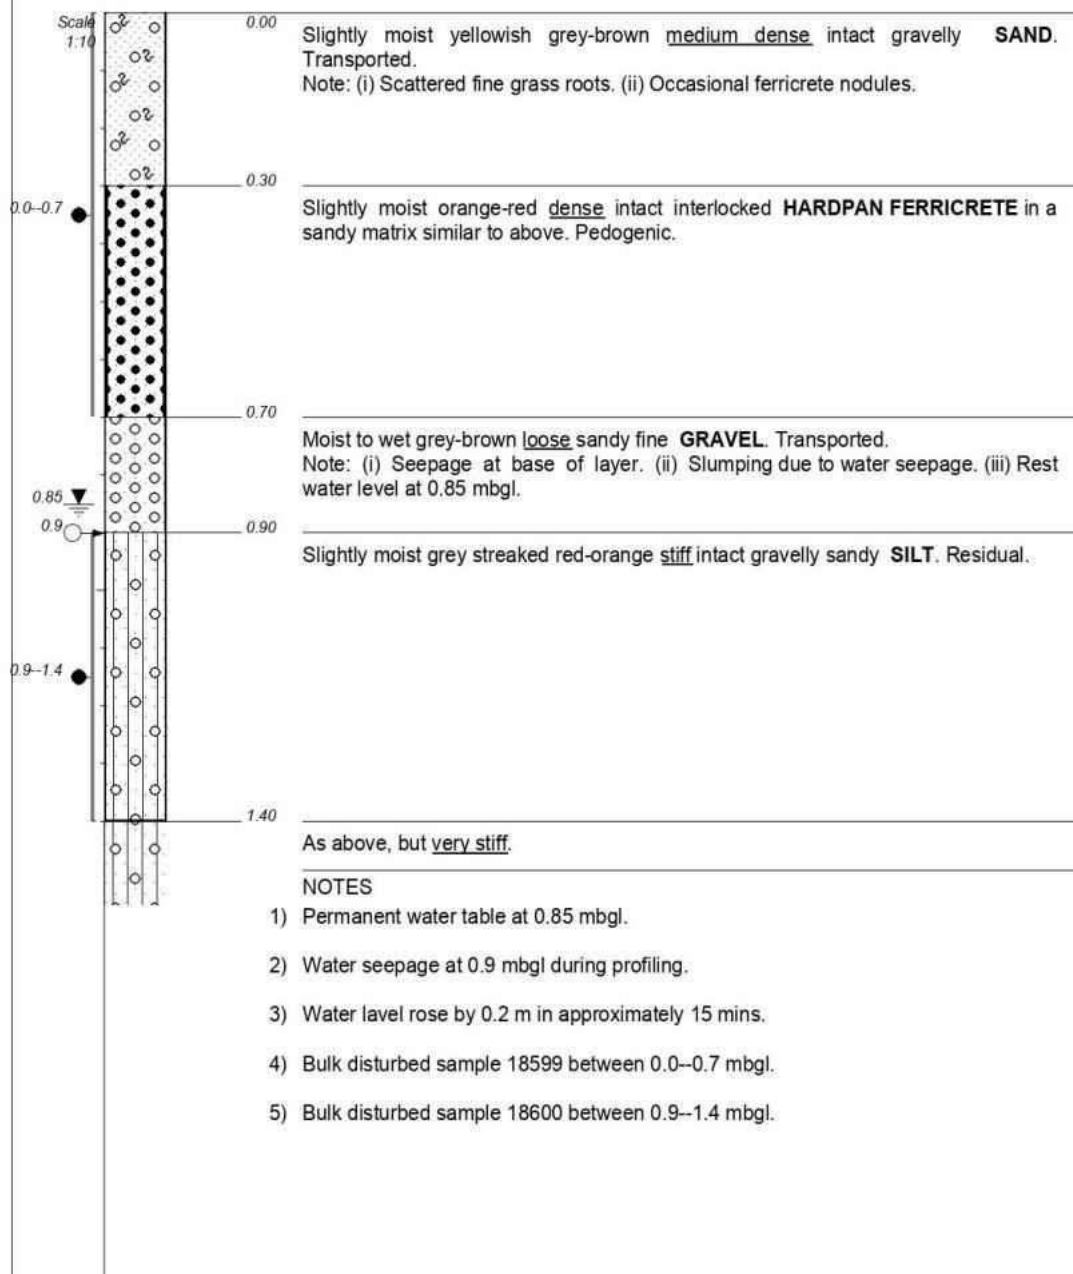 Scale
1:10
0.00
Slightly moist yellowish grey-brown medium dense intact gravelly SAND.
Transported.
Note: (i) Scattered fine grass roots. (ii) Occasional ferricrete nodules.
0.30
0.0--0.7
Slightly moist orange-red dense intact interlocked HARDPAN FERRICRETE in a
sandy matrix similar to above. Pedogenic.
0.70
Moist to wet grey-brown loose sandy fine GRAVEL. Transported.
Note: (i) Seepage at base of layer. (ii) Slumping due to water seepage. (iii) Rest
water level at 0.85 mbgl.
0.85
0.9
0.90
Slightly moist grey streaked red-orange stiff intact gravelly sandy SILT. Residual.
0.9--1.4
1.40
As above, but very stiff.
NOTES
1) Permanent water table at 0.85 mbgl.
2) Water seepage at 0.9 mbgl during profiling.
3) Water lavel rose by 0.2 m in approximately 15 mins.
4) Bulk disturbed sample 18599 between 0.0--0.7 mbgl.
5) Bulk disturbed sample 18600 between 0.9--1.4 mbgl.